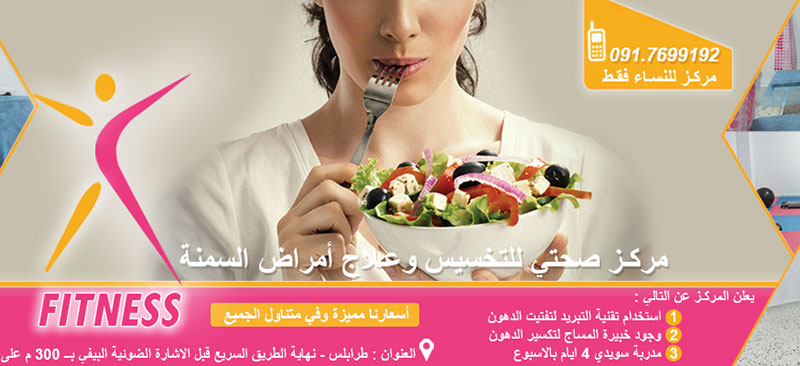 091.7699192
مركز للنساء فقط
مركز صحتي للتخسيس وعلاج أمراض السمنة
FITNESS
أسعارنا مميزة وفي متناول الجميع
يعلن المركز عن التالي :
1 استخدام تقنية التبريد لتفتيت الدهون
2 وجود خبيرة المساج لتكسير الدهون
3 مدربة سويدي 4 ايام بالاسبوع
العنوان : طرابلس - نهاية الطريق السريع قبل الاشارة الضوئية البيفي بـ 300 م على